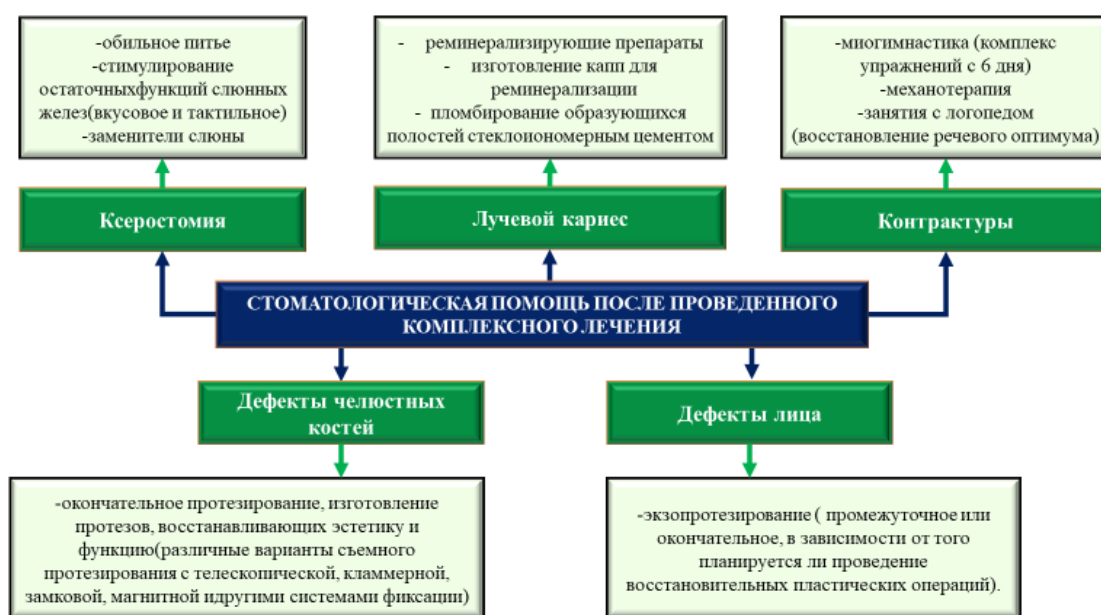 -обильное питье
-стимулирование
остаточныхфункций слюнных
желез(вкусовое и тактильное)
-заменители слюны
- реминерализирующие препараты
- изготовление капп для
реминерализации
- пломбирование образующихся
полостей стеклоиономерным цементом
-миогимнастика (комплекс
упражнений с 6 дня)
-механотерапия
-занятия с логопедом
(восстановление речевого оптимума)
Ксеростомия
Лучевой кариес
Контрактуры
СТОМАТОЛОГИЧЕСКАЯ ПОМОЩЬ ПОСЛЕ ПРОВЕДЕННОГО
КОМПЛЕКСНОГО ЛЕЧЕНИЯ
Дефекты челюстных
костей
Дефекты лица
-окончательное протезирование, изготовление
протезов, восстанавливающих эстетику и
функцию(различные варианты съемного
протезирования с телескопической, кламмерной,
замковой, магнитной идругими системами фиксации)
-экзопротезирование ( промежуточное или
окончательное, в зависимости от того
планируется ли проведение
восстановительных пластических операций).